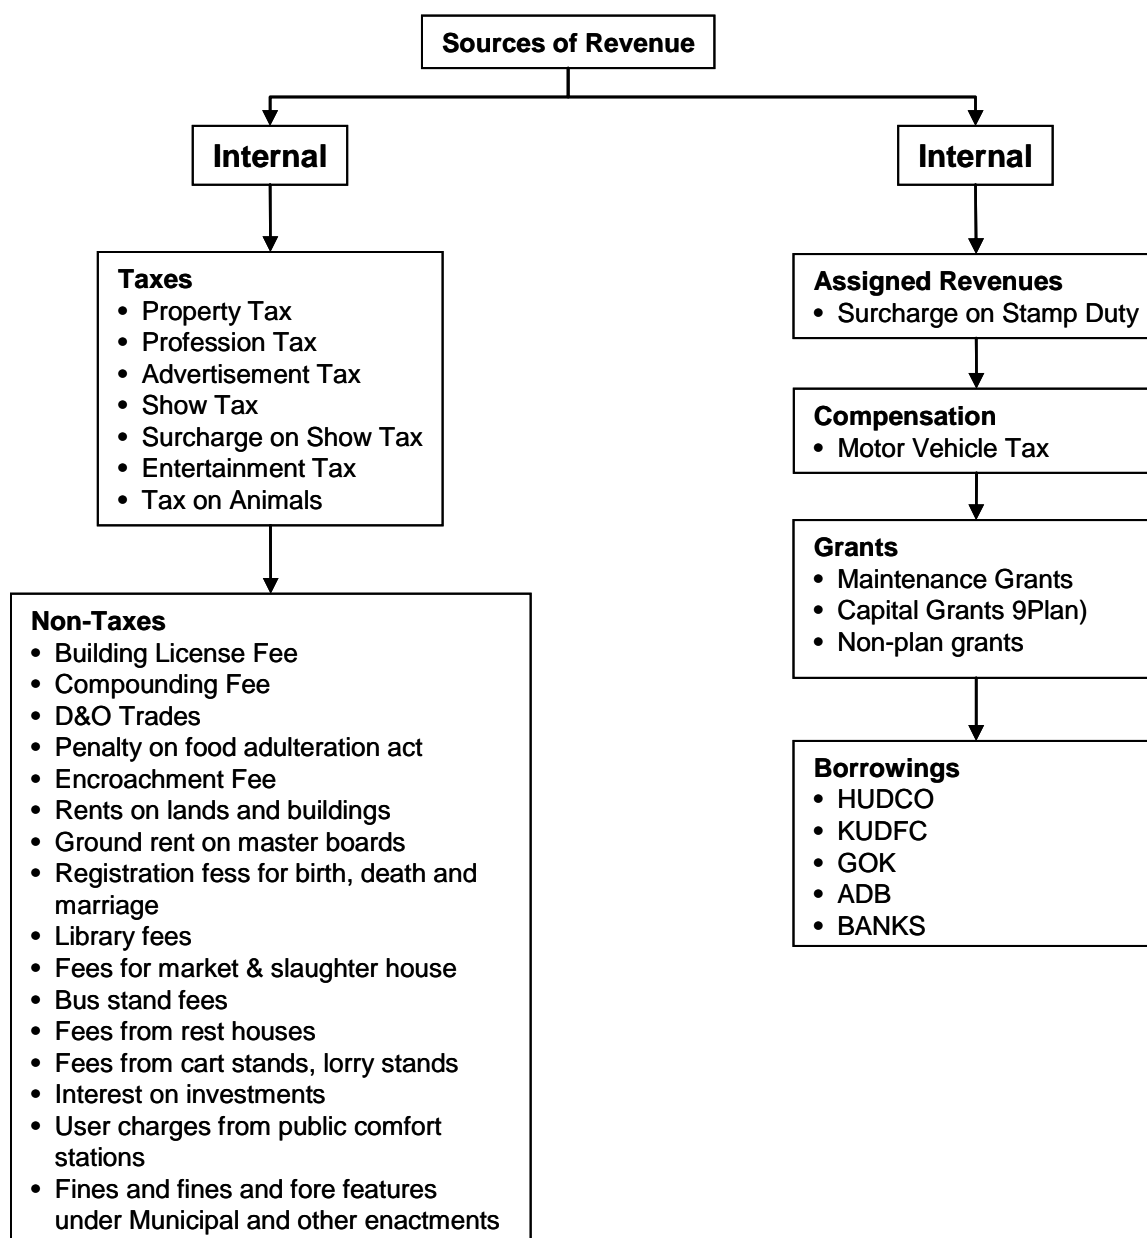 Sources of Revenue
Internal
Taxes
• Property Tax
• Profession Tax
• Advertisement Tax
• Show Tax
• Surcharge on Show Tax
• Entertainment Tax
• Tax on Animals
Non-Taxes
• Building License Fee
• Compounding Fee
• D&O Trades
• Penalty on food adulteration act
• Encroachment Fee
• Rents on lands and buildings
• Ground rent on master boards
• Registration fess for birth, death and
marriage
• Library fees
• Fees for market & slaughter house
• Bus stand fees
• Fees from rest houses
• Fees from cart stands, lorry stands
• Interest on investments
• User charges from public comfort
stations
• Fines and fines and fore features
under Municipal and other enactments
Internal
Assigned Revenues
• Surcharge on Stamp Duty
Compensation
• Motor Vehicle Tax
Grants
• Maintenance Grants
• Capital Grants 9Plan)
• Non-plan grants
Borrowings
• HUDCO
• KUDFC
• GOK
• ADB
• BANKS